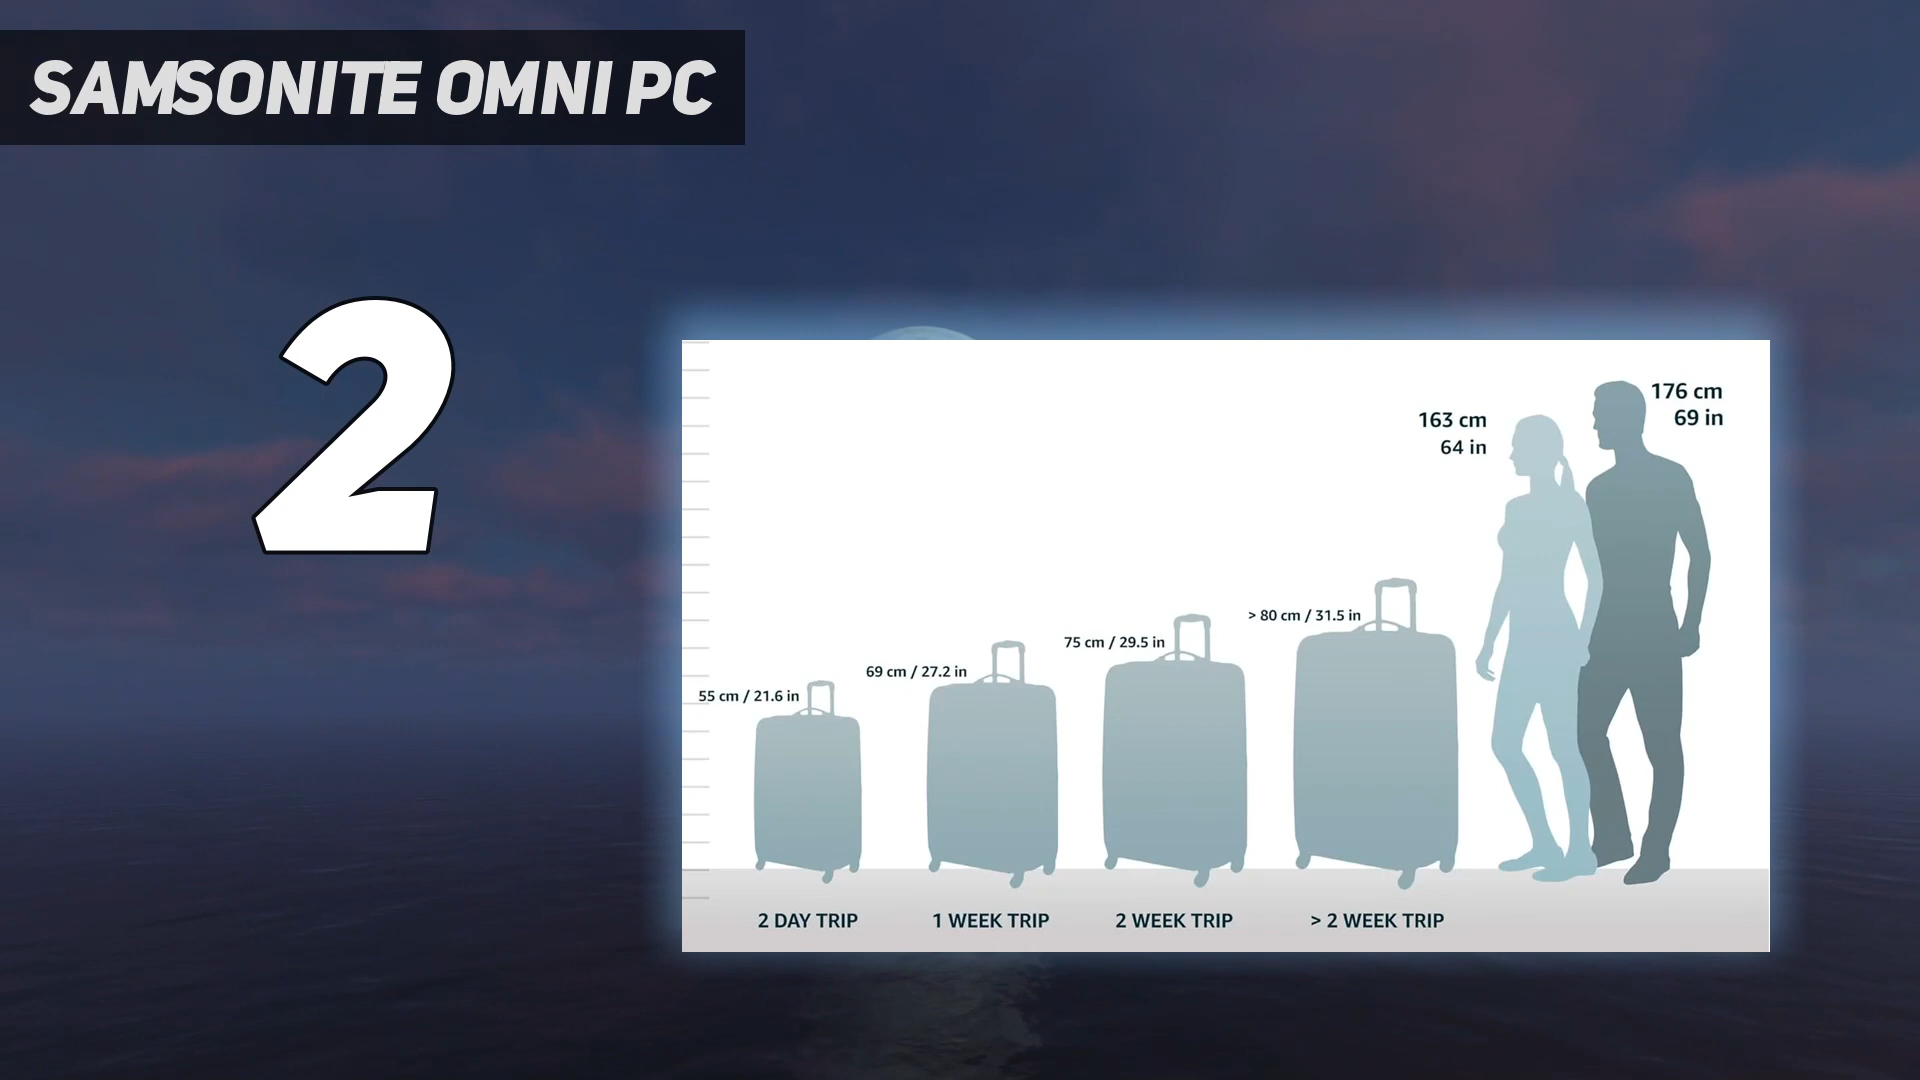 SAMSONITE OMNI PC
2
176 cm
69 in
163 cm
64 in
> 80 cm / 31.5 in
75 cm / 29.5 in
69 cm / 27.2 in
55 cm / 21.6 in
2 DAY TRIP
1 WEEK TRIP
2 WEEK TRIP
> 2 WEEK TRIP